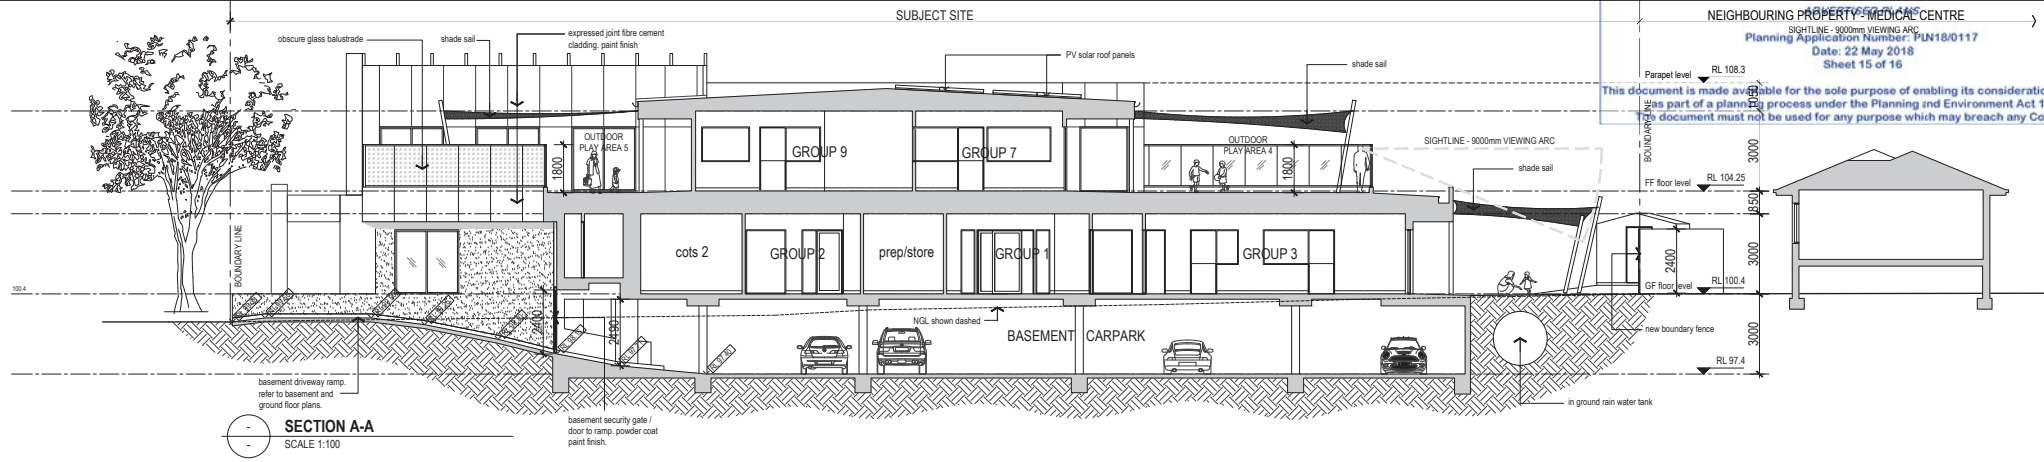 SUBJECT SITE
NEIGHBOURING PROPERTY - MEDICAL CENTRE
ADVERTISED PLANS
SIGHTLINE - 9000mm VIEWING ARC
Planning Application Number: PLN18/0117
Date: 22 May 2018
Sheet 15 of 16
This document is made available for the sole purpose of enabling its consideratio
as part of a planning process under the Planning and Environment Act 1
The document must not be used for any purpose which may breach any Co
obscure glass balustrade
shade sail
expressed joint fibre cement
cladding. paint finish
PV solar roof panels
shade sail
Parapet level
RL 108.3
1050
BOUNDARY LINE
OUTDOOR
PLAY AREA 5
1800
GROUP 9
GROUP 7
OUTDOOR
PLAY AREA 4
1800
SIGHTLINE - 9000mm VIEWING ARC
shade sail
3000
FF floor level
RL 104.25
850
BOUNDARY LINE
cots 2
GROUP 2
prep/store
GROUP 1
GROUP 3
2400
3000
100.4
GF floor level
RL 100.4
2400
2190
NGL shown dashed
BASEMENT CARPARK
RL 97.40
new boundary fence
3000
RL 97.4
basement driveway ramp.
refer to basement and
ground floor plans.
basement security gate /
door to ramp. powder coat
paint finish.
in ground rain water tank
-
-
SECTION A-A
SCALE 1:100